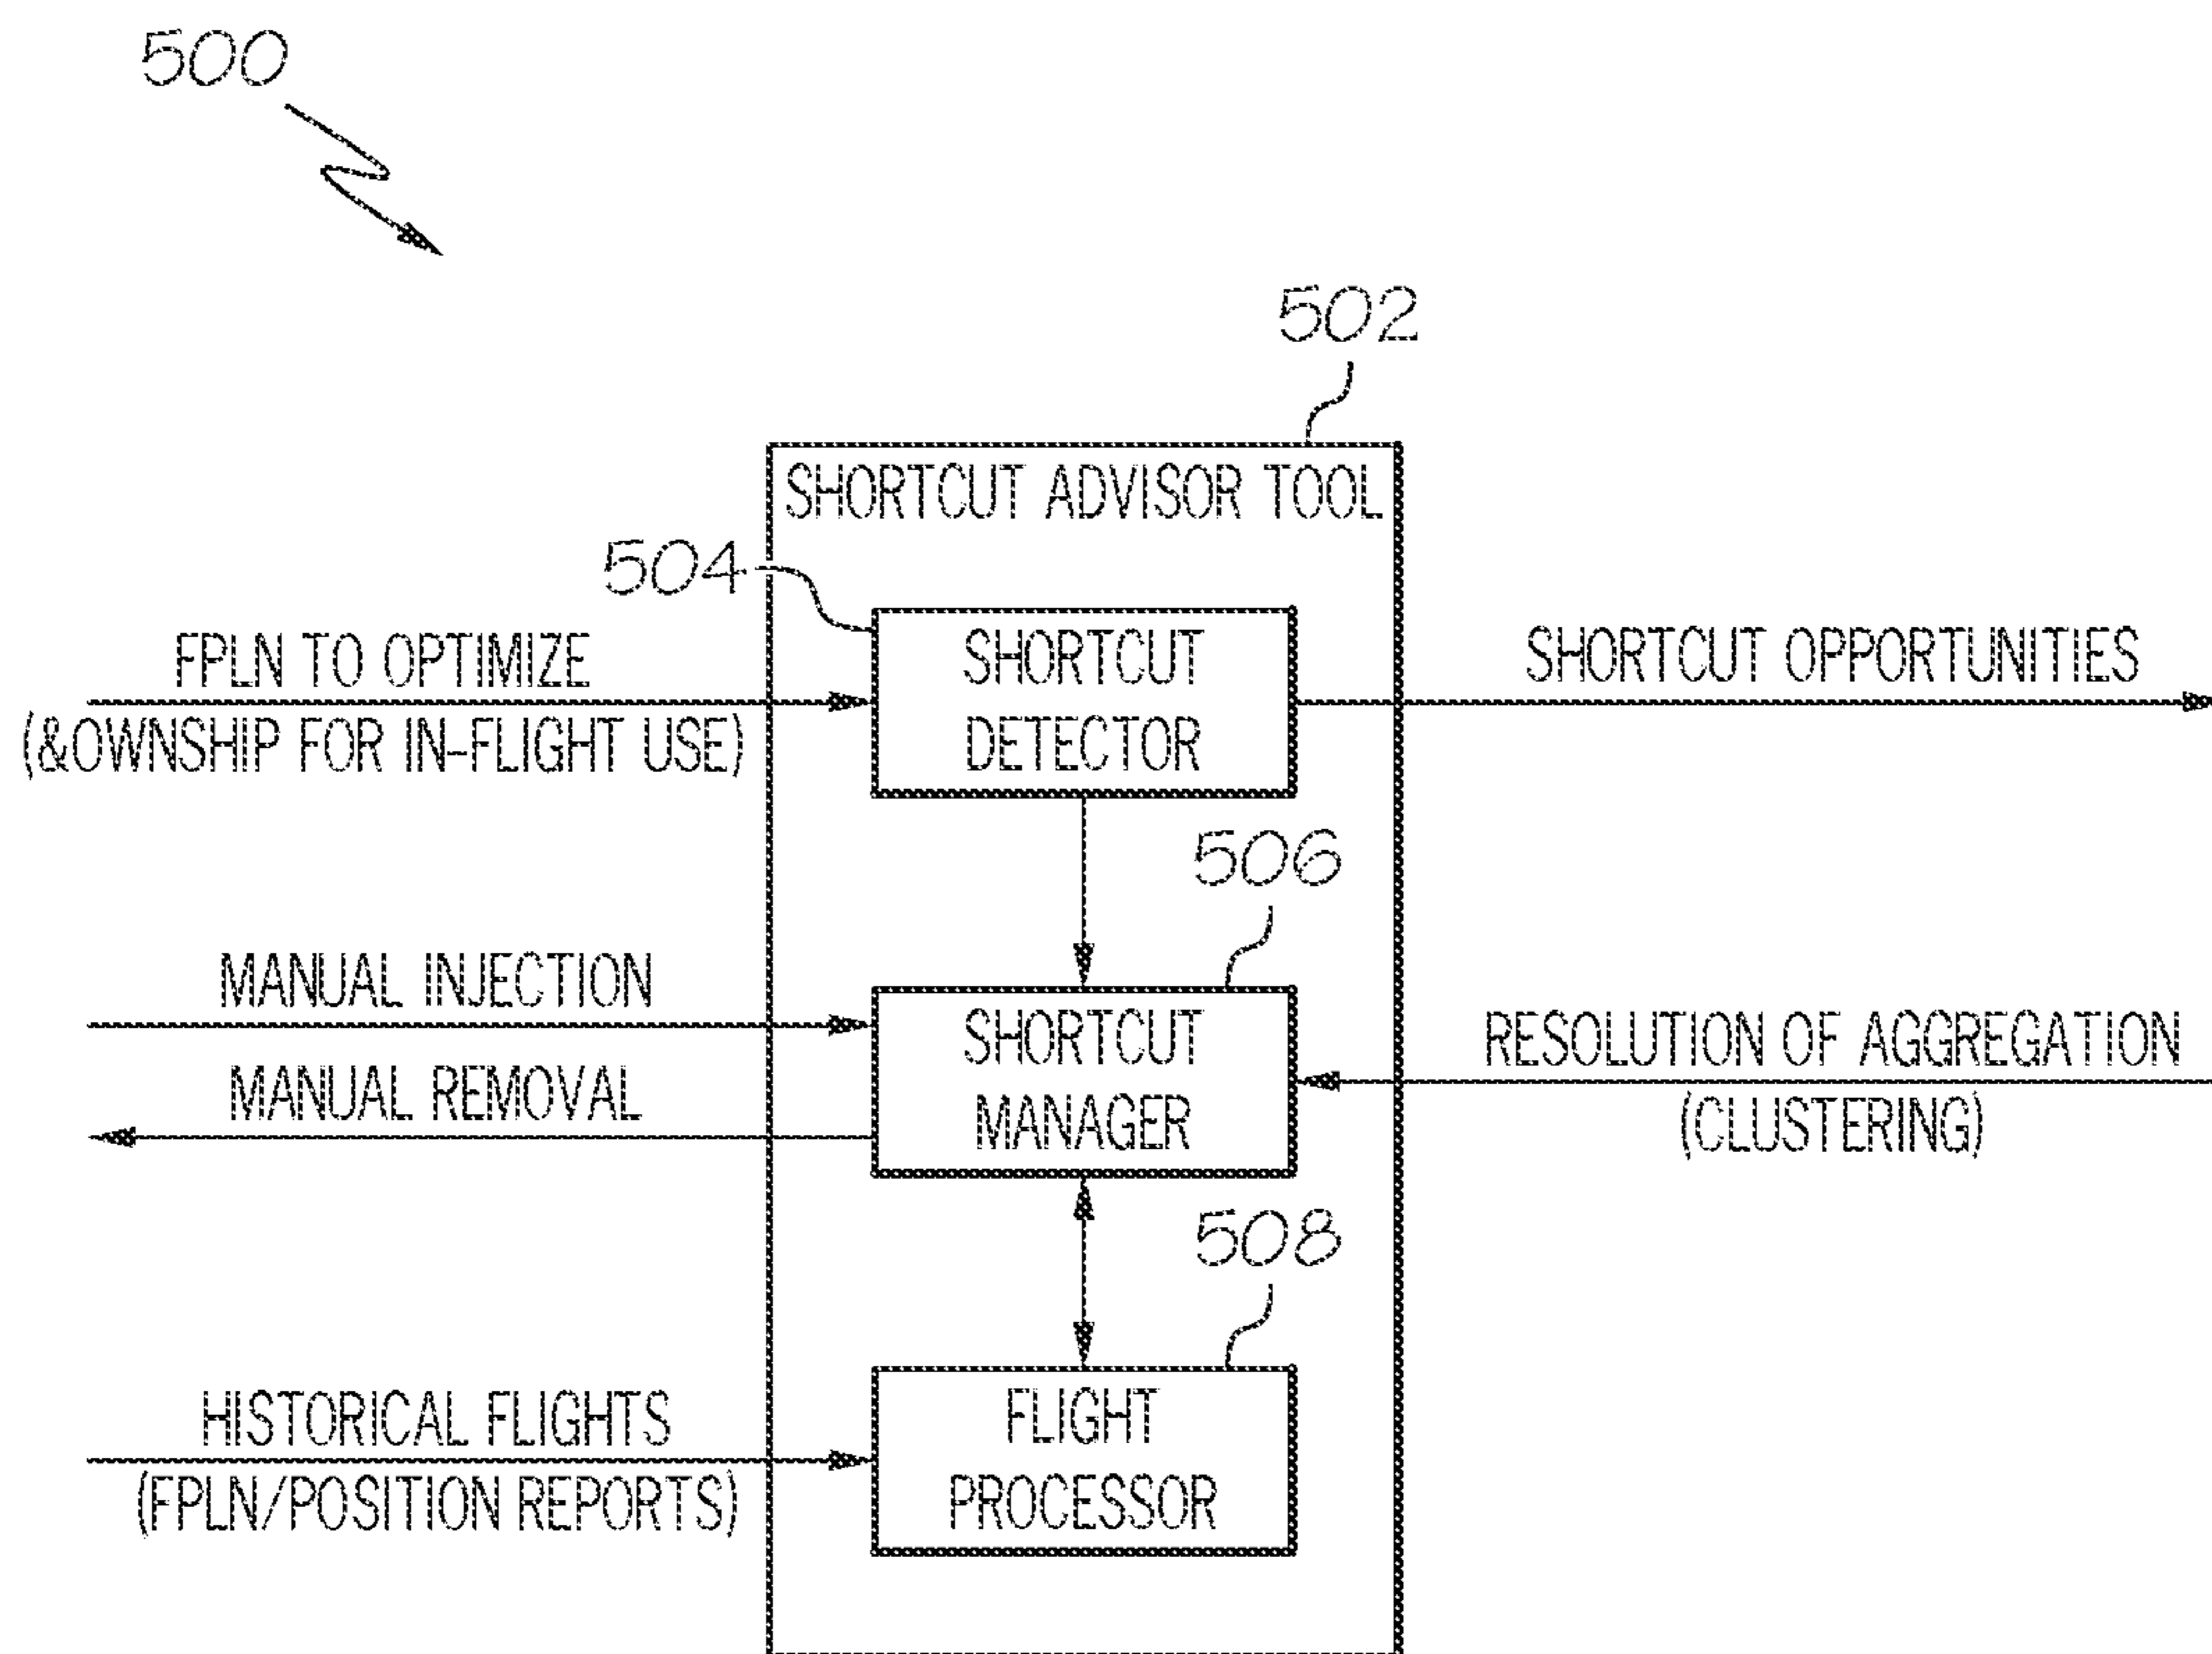 500
502
SHORTCUT ADVISOR TOOL
504
FPLN TO OPTIMIZE
(&OWNSHIP FOR IN-FLIGHT USE)
SHORTCUT
DETECTOR
SHORTCUT OPPORTUNITIES
506
MANUAL INJECTION
MANUAL REMOVAL
SHORTCUT
MANAGER
RESOLUTION OF AGGREGATION
(CLUSTERING)
508
HISTORICAL FLIGHTS
(FPLN/POSITION REPORTS)
FLIGHT
PROCESSOR